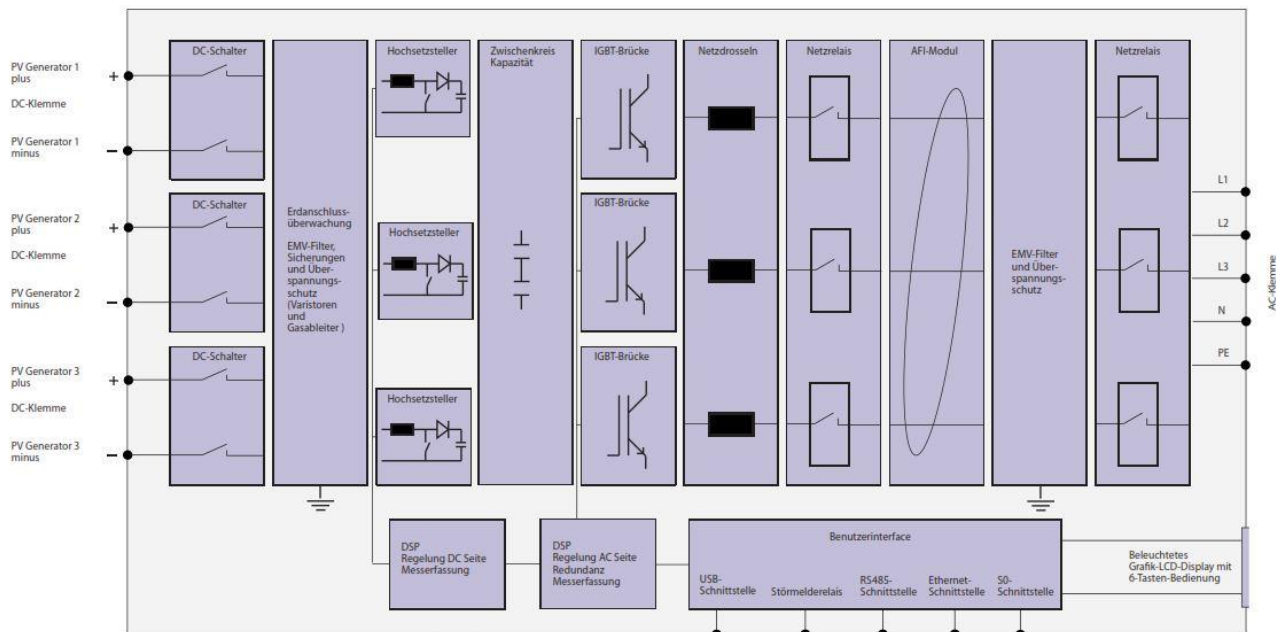 DC-Schalter
Hochsetzsteller
Zwischenkreis
Kapazität
IGBT-Brücke
Netzdrosseln
Netzrelais
AFI-Modul
Netzrelais
PV Generator 1
plus
+
DC-Klemme
PV Generator 1
minus
–
DC-Schalter
PV Generator 2
plus
+
DC-Klemme
PV Generator 2
minus
–
DC-Schalter
PV Generator 3
plus
+
DC-Klemme
PV Generator 3
minus
–
Erdanschluss-
überwachung
EMV-Filter,
Sicherungen
und Über-
spannungs-
schutz
(Varistoren
und
Gasableiter )
Hochsetzsteller
Hochsetzsteller
IGBT-Brücke
IGBT-Brücke
EMV-Filter
und Über-
spannungs-
schutz
L1
L2
L3
N
PE
AC-Klemme
DSP
Regelung DC Seite
Messerfassung
DSP
Regelung AC Seite
Redundanz
Messerfassung
Benutzerinterface
USB-
Schnittstelle
Störmelderelais
RS485-
Schnittstelle
Ethernet-
Schnittstelle
S0-
Schnittstelle
Beleuchtetes
Grafik-LCD-Display mit
6-Tasten-Bedienung